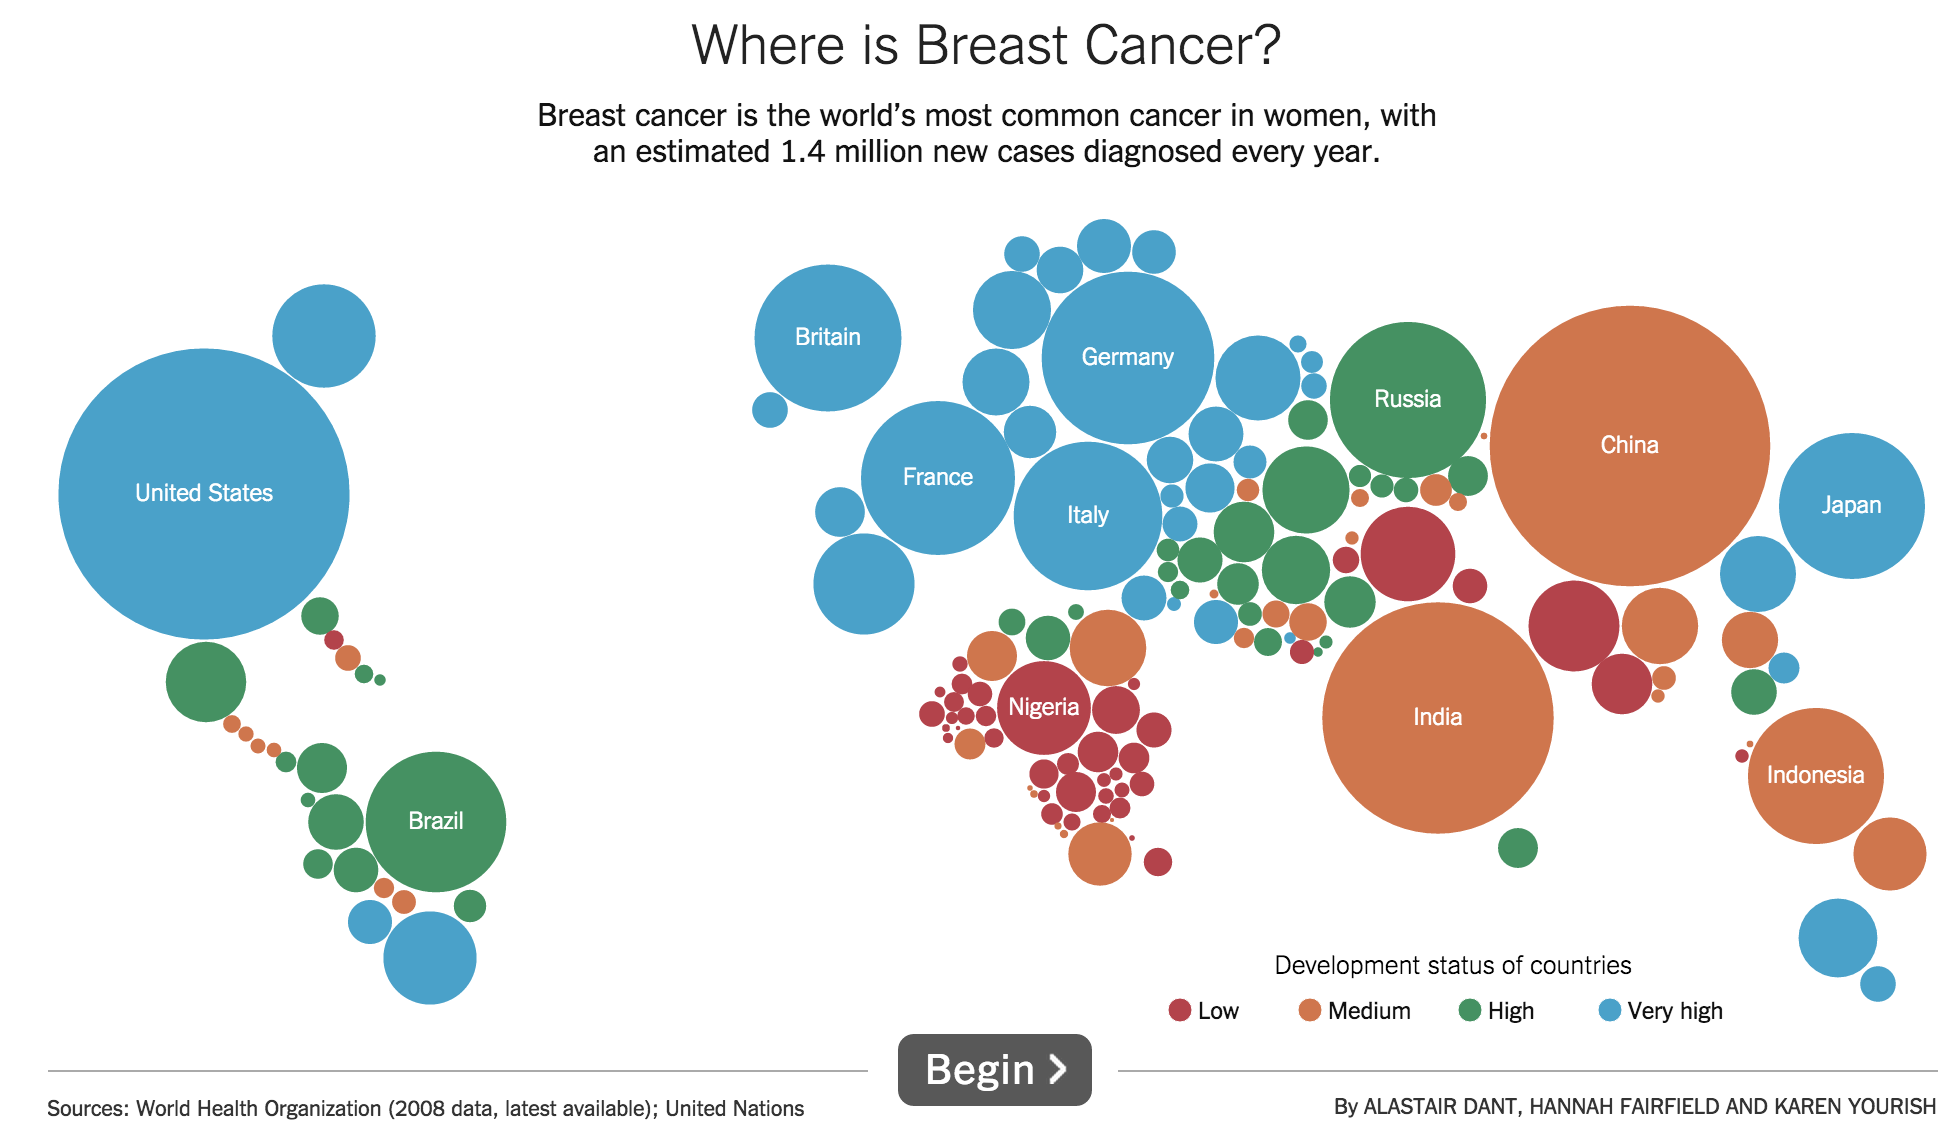 Where is Breast Cancer?
Breast cancer is the world’s most common cancer in women, with
an estimated 1.4 million new cases diagnosed every year.
Britain
Germany
Russia
China
United States
France
Italy
Japan
Nigeria
India
Indonesia
Brazil
Development status of countries
Low
Medium
High
Very high
Begin >
Sources: World Health Organization (2008 data, latest available); United Nations
By ALASTAIR DANT, HANNAH FAIRFIELD AND KAREN YOURISH